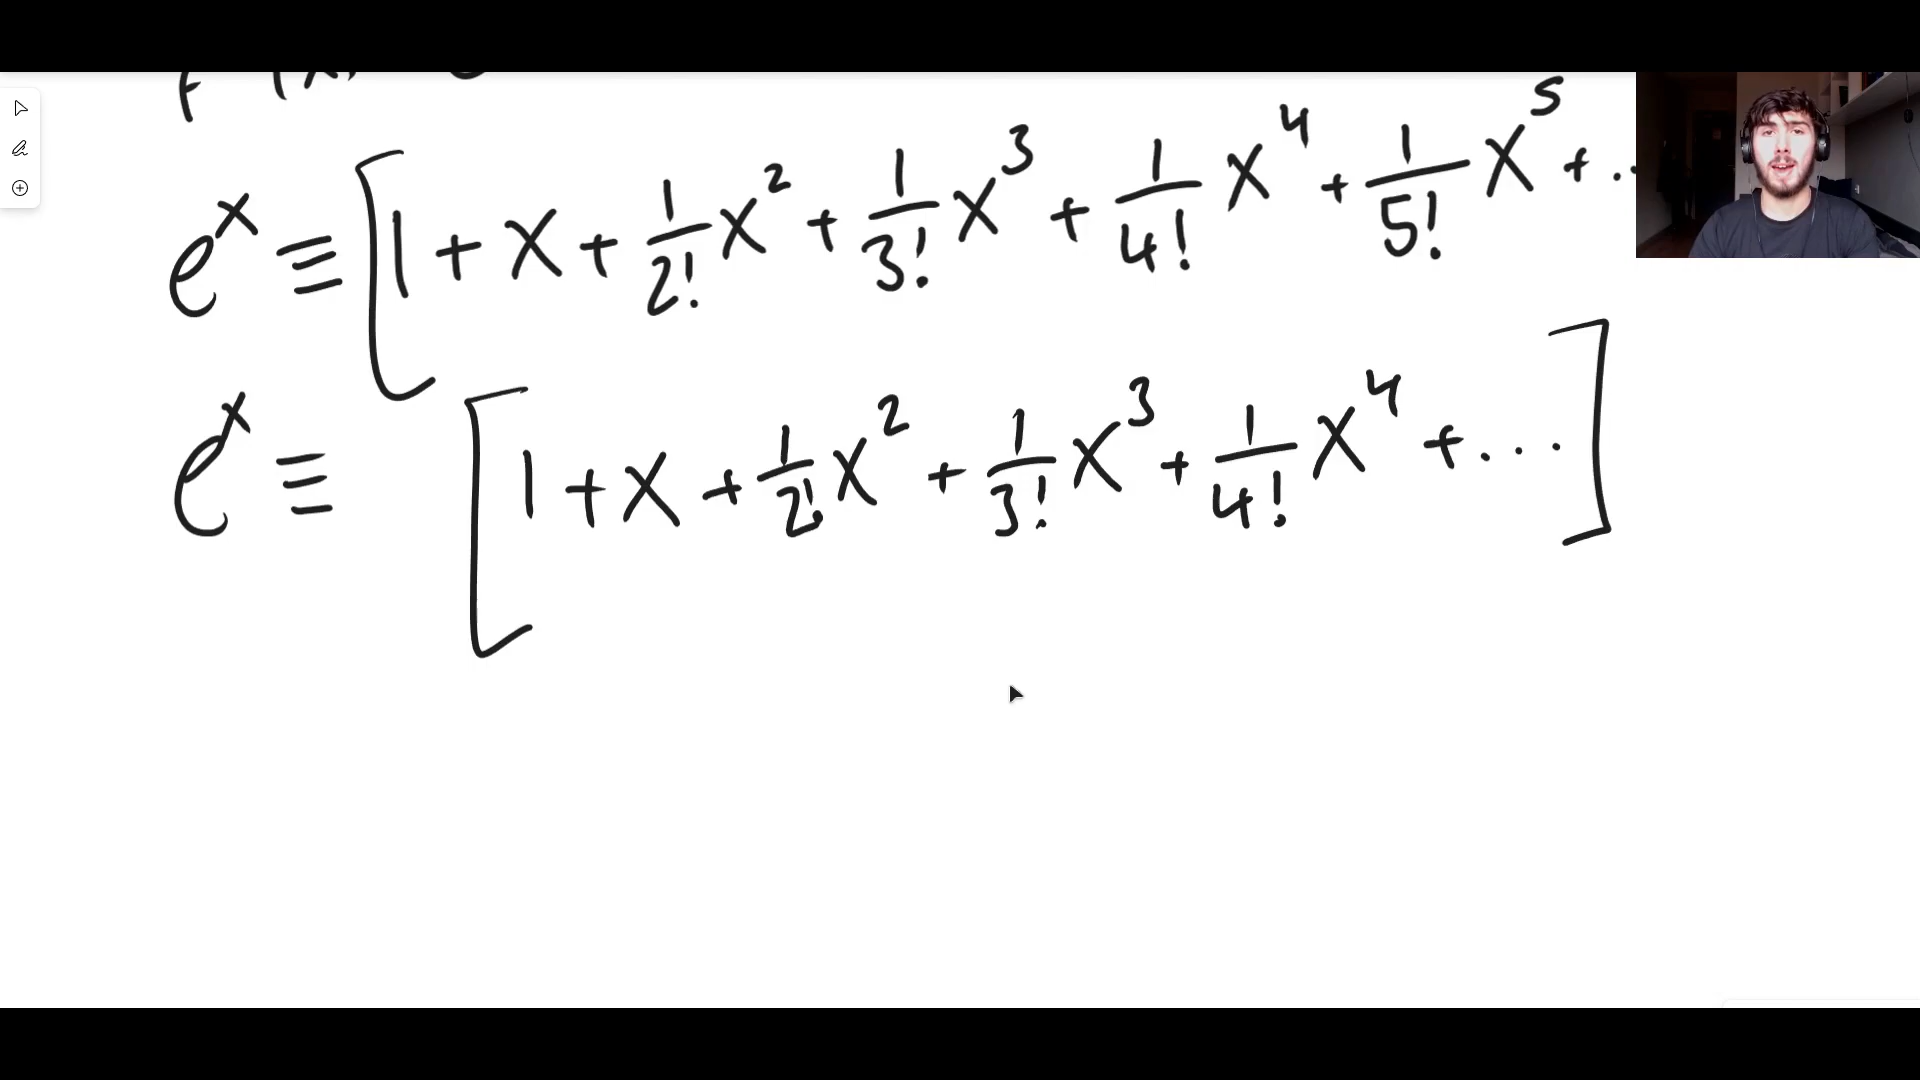 e^x ≡ [1 + x + 1/2! x^2 + 1/3! x^3 + 1/4! x^4 + 1/5! x^5 + ..
e^x ≡ [1 + x + 1/2! x^2 + 1/3! x^3 + 1/4! x^4 + ...]